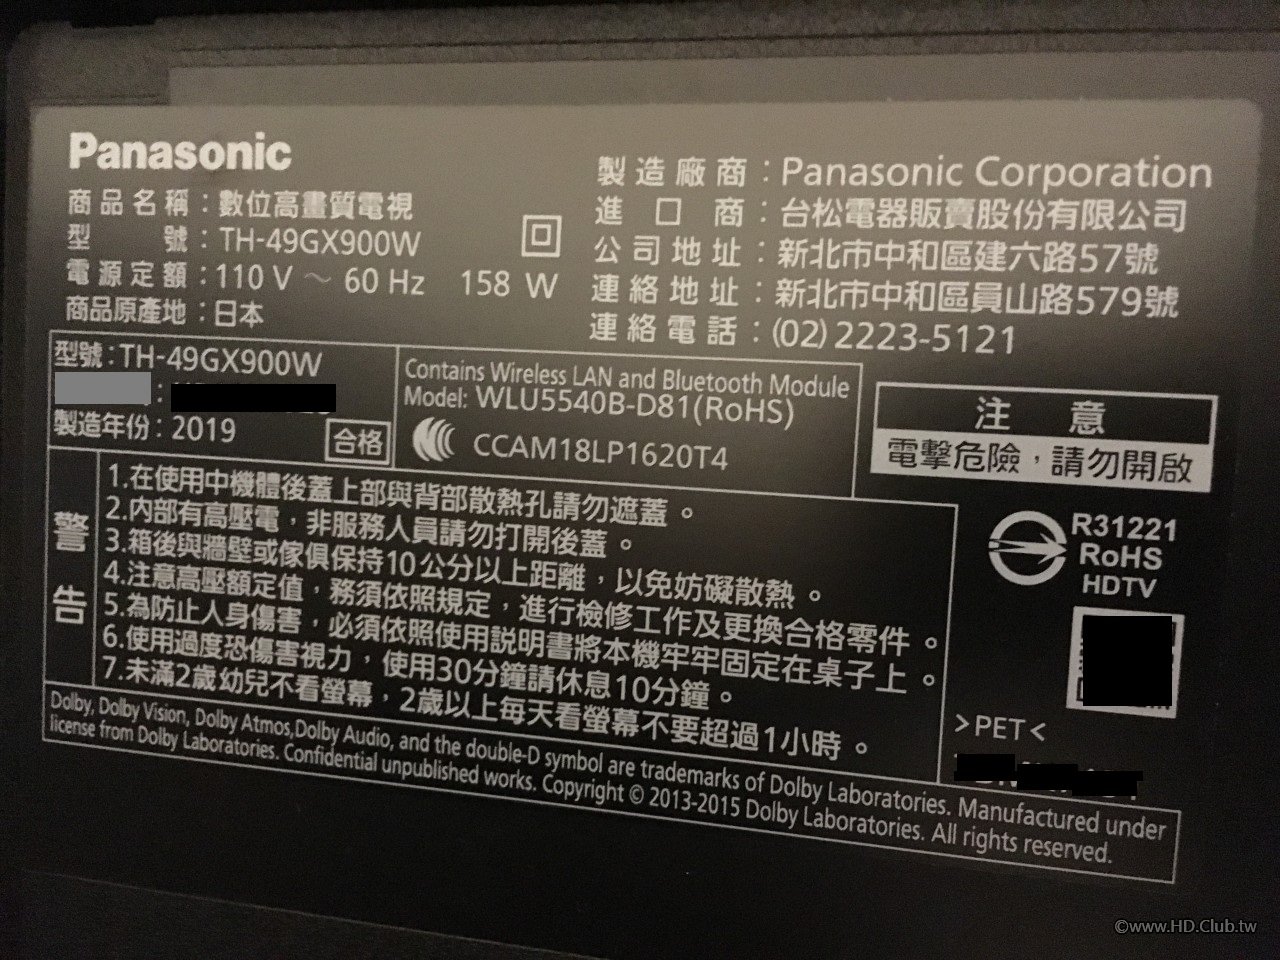 Panasonic
商品名稱：數位高畫質電視
型號：TH-49GX900W
電源定額：110 V ～ 60 Hz 158 W
商品原產地：日本
製造廠商：Panasonic Corporation
進口商：台松電器販賣股份有限公司
公司地址：新北市中和區建六路57號
連絡地址：新北市中和區員山路579號
連絡電話：(02) 2223-5121
型號：TH-49GX900W
製造年份：2019
合格
Contains Wireless LAN and Bluetooth Module
Model: WLU5540B-D81(RoHS)
CCAM18LP1620T4
注意
電擊危險，請勿開啟
警告
1.在使用中機體後蓋上部與背部散熱孔請勿遮蓋。
2.內部有高壓電，非服務人員請勿打開後蓋。
3.箱後與牆壁或傢俱保持10公分以上距離，以免妨礙散熱。
4.注意高壓額定值，務須依照規定，進行檢修工作及更換合格零件。
5.為防止人身傷害，必須依照使用説明書將本機牢牢固定在桌子上。
6.使用過度恐傷害視力，使用30分鐘請休息10分鐘。
7.未滿2歲幼兒不看螢幕，2歲以上每天看螢幕不要超過1小時。
R31221
RoHS
HDTV
>PET<
Dolby, Dolby Vision, Dolby Atmos,Dolby Audio, and the double-D symbol are trademarks of Dolby Laboratories. Manufactured under
license from Dolby Laboratories. Confidential unpublished works. Copyright © 2013-2015 Dolby Laboratories. All rights reserved.
©www.HD.Club.tw